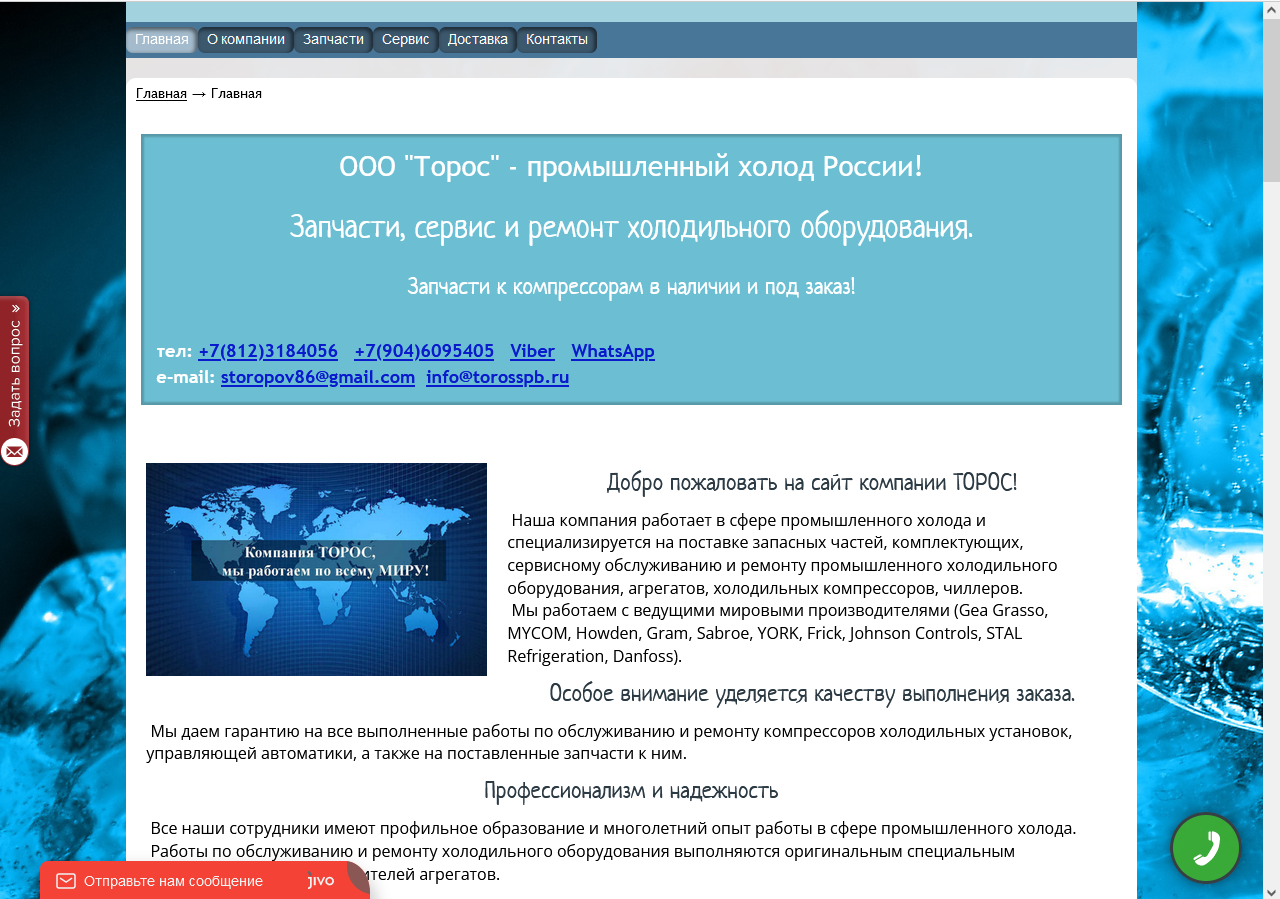 Главная О компании Запчасти Сервис Доставка Контакты
Главная → Главная
ООО "Торос" - промышленный холод России!
Запчасти, сервис и ремонт холодильного оборудования.
Запчасти к компрессорам в наличии и под заказ!
тел: +7(812)3184056 +7(904)6095405 Viber WhatsApp
e-mail: storopov86@gmail.com info@torosspb.ru
Задать вопрос »
Компания ТОРОС,
мы работаем по всему МИРУ!
Добро пожаловать на сайт компании ТОРОС!
Наша компания работает в сфере промышленного холода и
специализируется на поставке запасных частей, комплектующих,
сервисному обслуживанию и ремонту промышленного холодильного
оборудования, агрегатов, холодильных компрессоров, чиллеров.
Мы работаем с ведущими мировыми производителями (Gea Grasso,
MYCOM, Howden, Gram, Sabroe, YORK, Frick, Johnson Controls, STAL
Refrigeration, Danfoss).
Особое внимание уделяется качеству выполнения заказа.
Мы даем гарантию на все выполненные работы по обслуживанию и ремонту компрессоров холодильных установок,
управляющей автоматики, а также на поставленные запчасти к ним.
Профессионализм и надежность
Все наши сотрудники имеют профильное образование и многолетний опыт работы в сфере промышленного холода.
Работы по обслуживанию и ремонту холодильного оборудования выполняются оригинальным специальным
ителей агрегатов.
Отправьте нам сообщение jivo